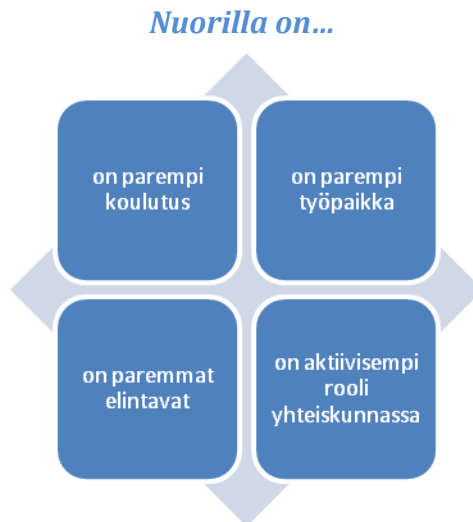 Nuorilla on...
on parempi
koulutus
on parempi
työpaikka
on paremmat
elintavat
on aktiivisempi
rooli
yhteiskunnassa